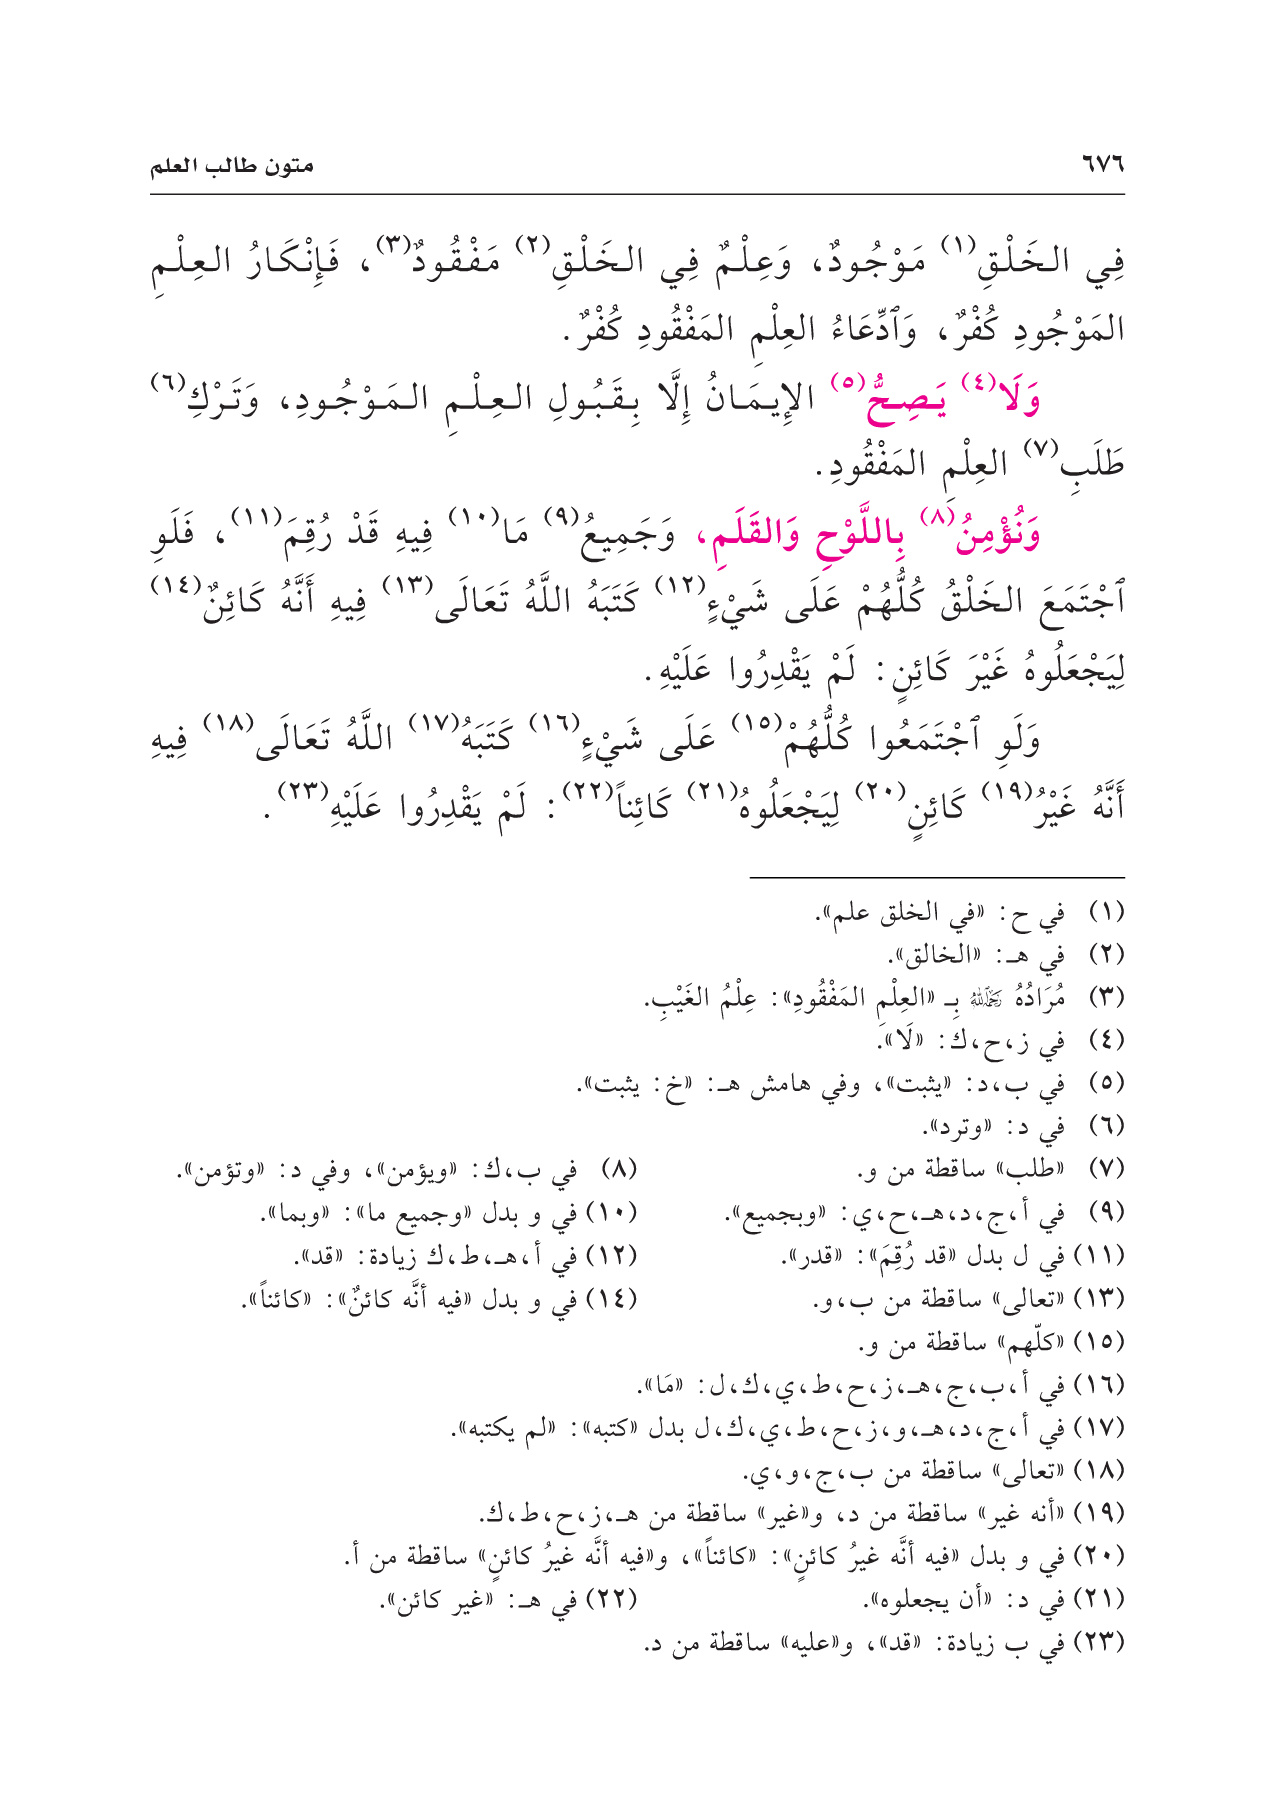 ٦٧٦
متون طالب العلم
فِي الخَلْقِ(١) مَوْجُودٌ، وَعِلْمٌ فِي الخَلْقِ(٢) مَفْقُودٌ(٣)، فَإِنْكَارُ العِلْمِ
المَوْجُودِ كُفْرٌ، وَٱدِّعَاءُ العِلْمِ المَفْقُودِ كُفْرٌ.
وَلَا(٤) يَصِحُّ(٥) الإِيمَانُ إِلَّا بِقَبُولِ العِلْمِ المَوْجُودِ، وَتَرْكِ(٦)
طَلَبِ(٧) العِلْمِ المَفْقُودِ.
وَنُؤْمِنُ(٨) بِاللَّوْحِ وَالقَلَمِ، وَجَمِيعُ(٩) مَا(١٠) فِيهِ قَدْ رُقِمَ(١١)، فَلَوِ
ٱجْتَمَعَ الخَلْقُ كُلُّهُمْ عَلَى شَيْءٍ(١٢) كَتَبَهُ اللَّهُ تَعَالَى(١٣) فِيهِ أَنَّهُ كَائِنٌ(١٤)
لِيَجْعَلُوهُ غَيْرَ كَائِنٍ: لَمْ يَقْدِرُوا عَلَيْهِ.
وَلَوِ ٱجْتَمَعُوا كُلُّهُمْ(١٥) عَلَى شَيْءٍ(١٦) كَتَبَهُ(١٧) اللَّهُ تَعَالَى(١٨) فِيهِ
أَنَّهُ غَيْرُ(١٩) كَائِنٍ(٢٠) لِيَجْعَلُوهُ(٢١) كَائِناً(٢٢): لَمْ يَقْدِرُوا عَلَيْهِ(٢٣).
(١) في ح: «في الخلق علم».
(٢) في هـ: «الخالق».
(٣) مُرَادُهُ رحمه الله بِـ «العِلْمِ المَفْقُودِ»: عِلْمُ الغَيْبِ.
(٤) في ز،ح،ك: «لَا».
(٥) في ب،د: «يثبت»، وفي هامش هـ: «خ: يثبت».
(٦) في د: «وترد».
(٧) «طلب» ساقطة من و. (٨) في ب،ك: «ويؤمن»، وفي د: «وتؤمن».
(٩) في أ،ج،د،هـ،ح،ي: «وبجميع». (١٠) في و بدل «وجميع ما»: «وبما».
(١١) في ل بدل «قد رُقِمَ»: «قدر». (١٢) في أ،هـ،ط،ك زيادة: «قد».
(١٣) «تعالى» ساقطة من ب،و. (١٤) في و بدل «فيه أنَّه كائنٌ»: «كائناً».
(١٥) «كلّهم» ساقطة من و.
(١٦) في أ،ب،ج،هـ،ز،ح،ط،ي،ك،ل: «مَا».
(١٧) في أ،ج،د،هـ،و،ز،ح،ط،ي،ك،ل بدل «كتبه»: «لم يكتبه».
(١٨) «تعالى» ساقطة من ب،ج،و،ي.
(١٩) «أنه غير» ساقطة من د، و«غير» ساقطة من هـ،ز،ح،ط،ك.
(٢٠) في و بدل «فيه أنَّه غيرُ كائنٍ»: «كائناً»، و«فيه أنَّه غيرُ كائنٍ» ساقطة من أ.
(٢١) في د: «أن يجعلوه». (٢٢) في هـ: «غير كائن».
(٢٣) في ب زيادة: «قد»، و«عليه» ساقطة من د.